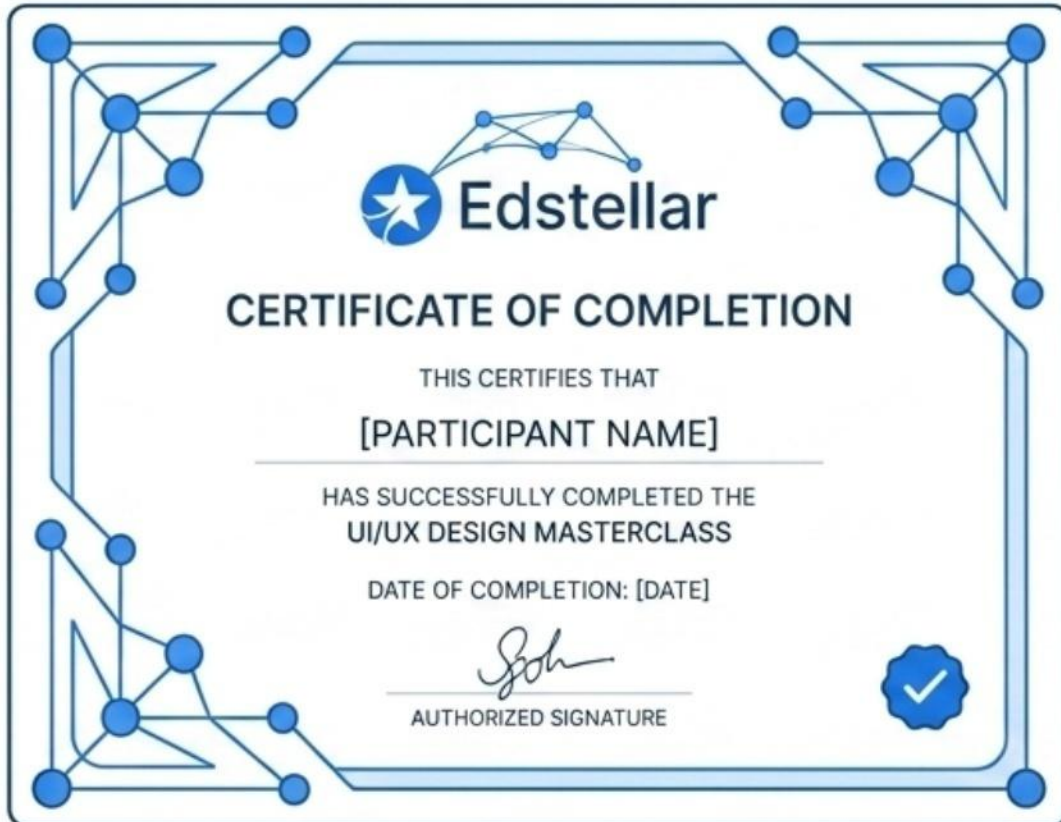 Edstellar
CERTIFICATE OF COMPLETION
THIS CERTIFIES THAT
[PARTICIPANT NAME]
HAS SUCCESSFULLY COMPLETED THE
UI/UX DESIGN MASTERCLASS
DATE OF COMPLETION: [DATE]
AUTHORIZED SIGNATURE